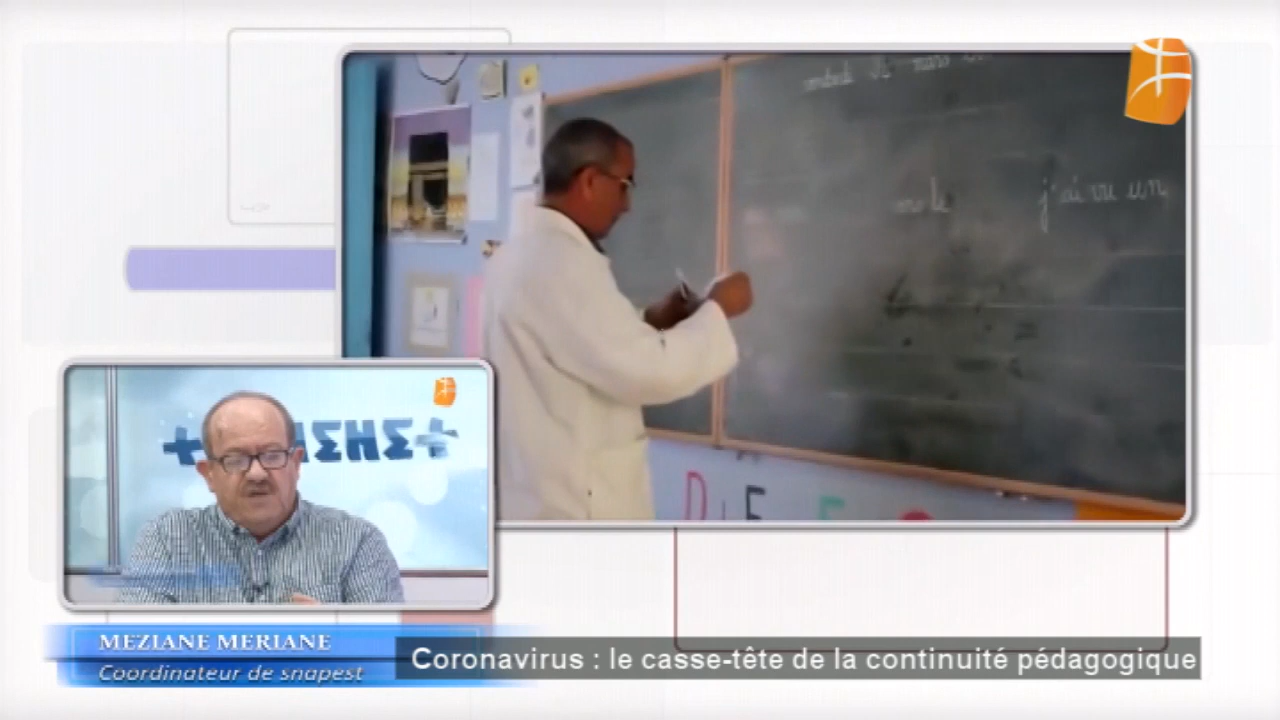 j'ai vu un
D E F
MEZIANE MERIANE
Coordinateur de snapest
Coronavirus : le casse-tête de la continuité pédagogique